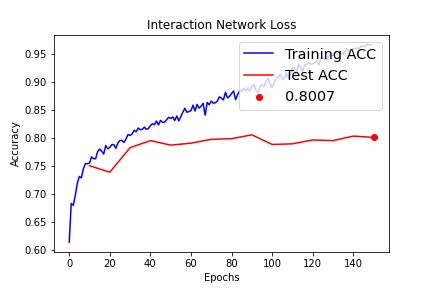 Interaction Network Loss
Training ACC
Test ACC
0.8007
Accuracy
0.95
0.90
0.85
0.80
0.75
0.70
0.65
0.60
0 20 40 60 80 100 120 140
Epochs